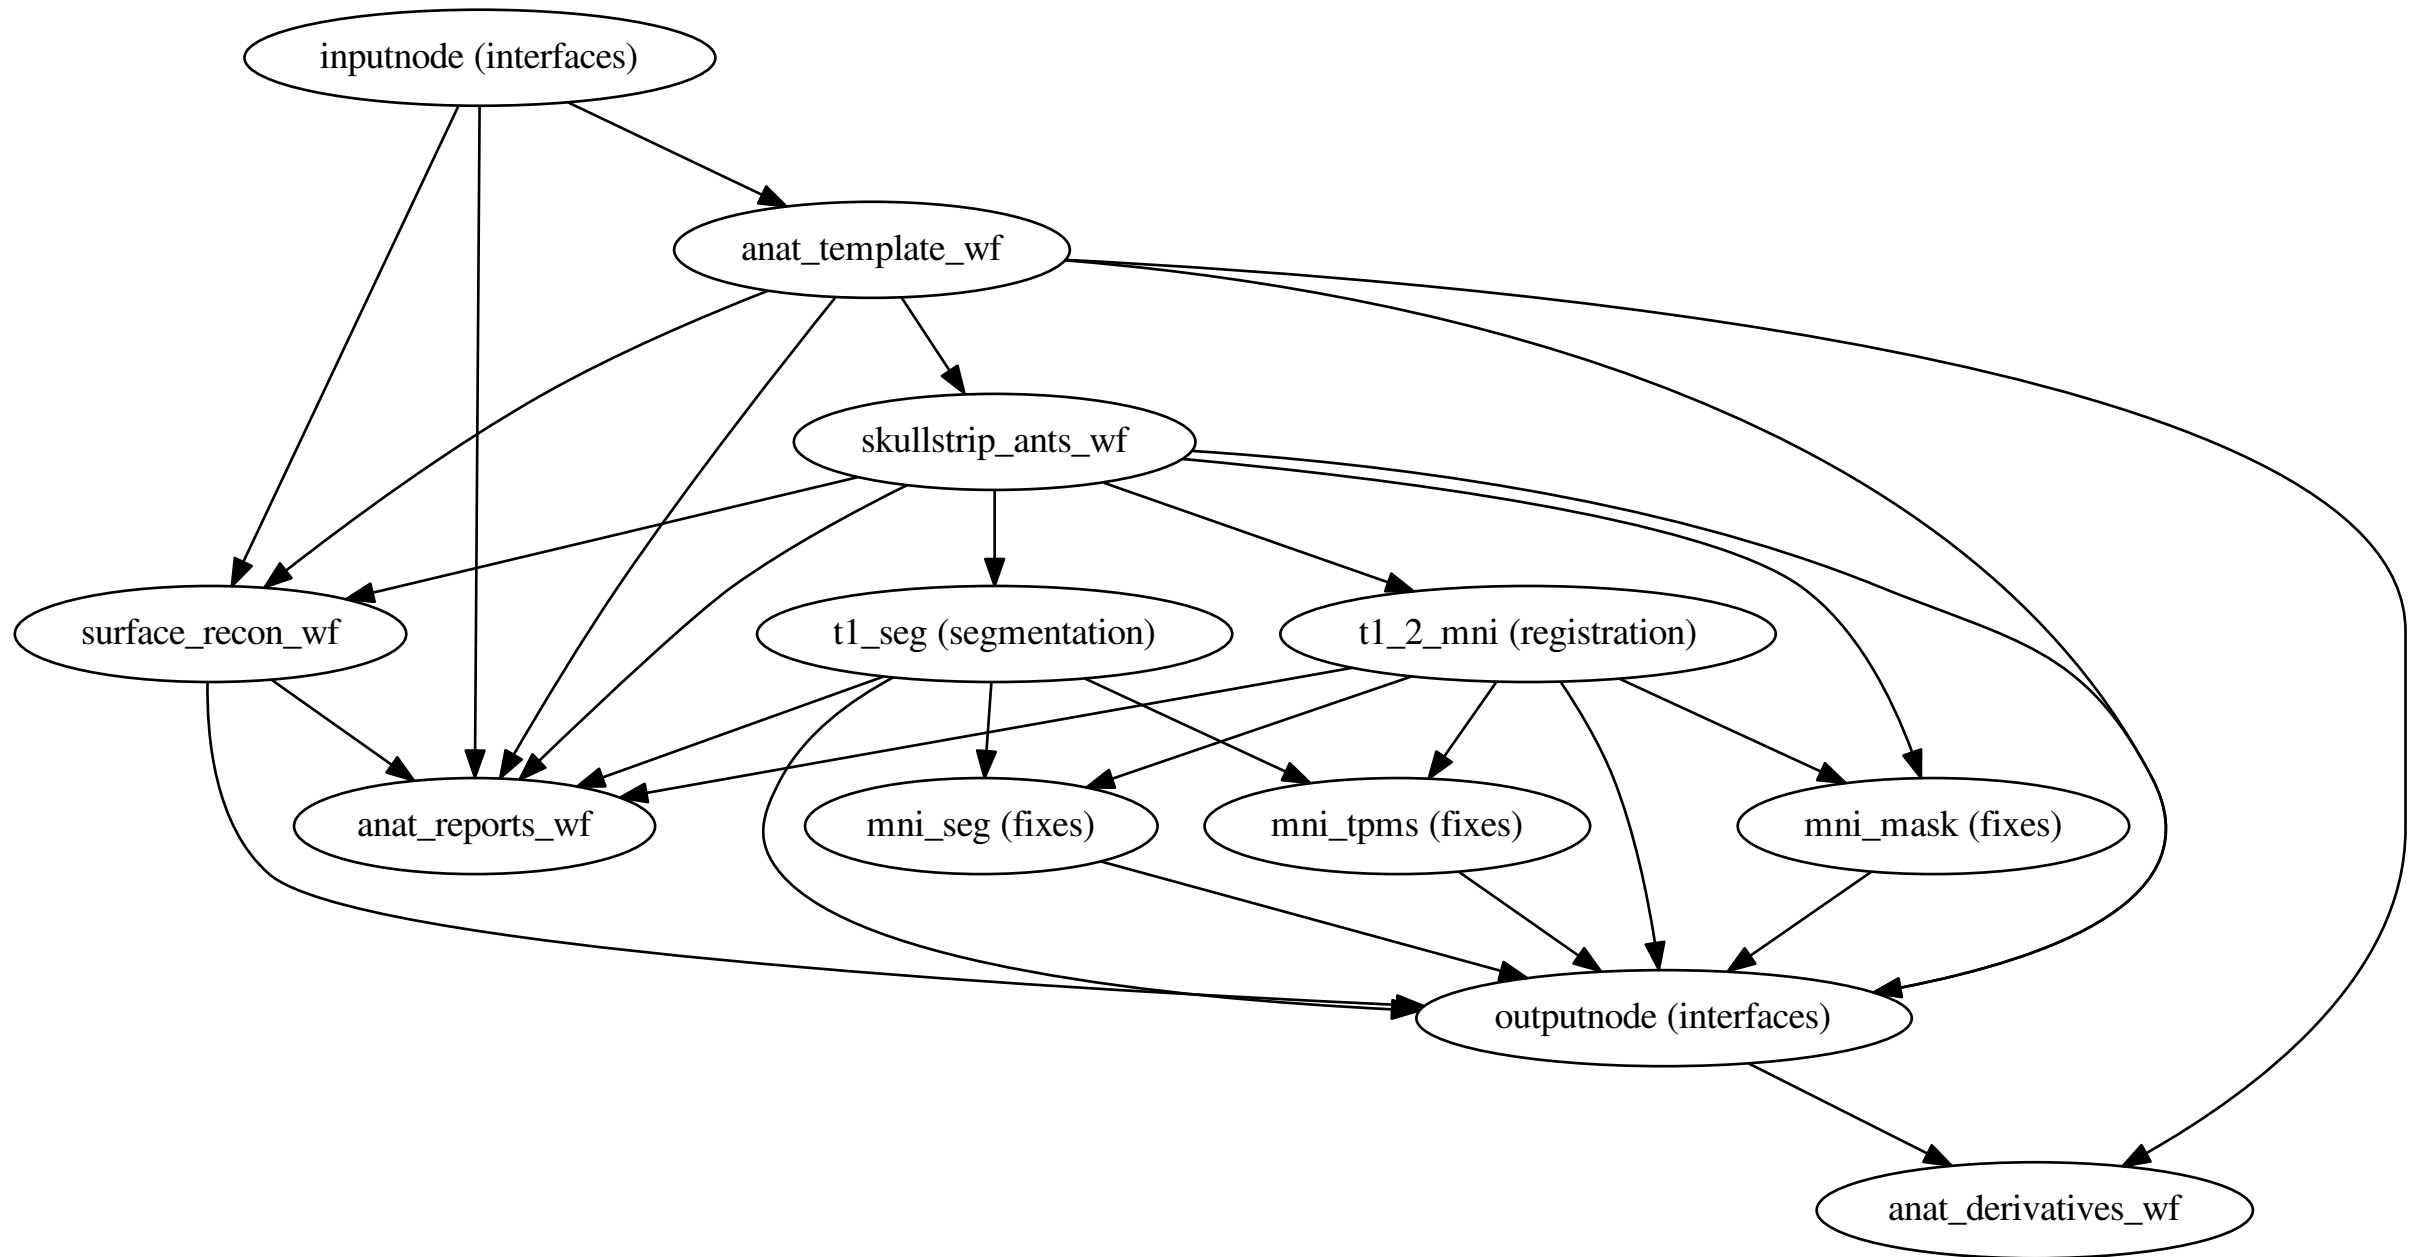 inputnode (interfaces)
anat_template_wf
skullstrip_ants_wf
surface_recon_wf
t1_seg (segmentation)
t1_2_mni (registration)
anat_reports_wf
mni_seg (fixes)
mni_tpms (fixes)
mni_mask (fixes)
outputnode (interfaces)
anat_derivatives_wf